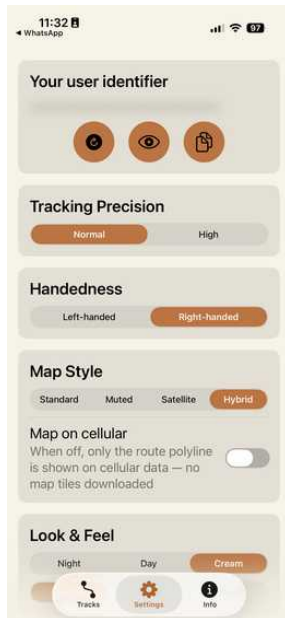 11:32
97
WhatsApp
Your user identifier
Tracking Precision
Normal High
Handedness
Left-handed Right-handed
Map Style
Standard Muted Satellite Hybrid
Map on cellular
When off, only the route polyline
is shown on cellular data — no
map tiles downloaded
Look & Feel
Night Day Cream
Tracks Settings Info